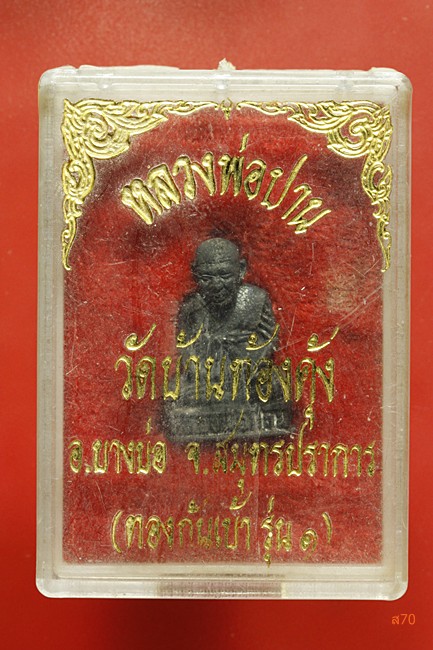 หลวงพ่อปาน
วัดบ้านท้องคุ้ง
อ.บางบ่อ จ.สมุทรปราการ
(ทองก้นเบ้า รุ่น ๑)
ส70